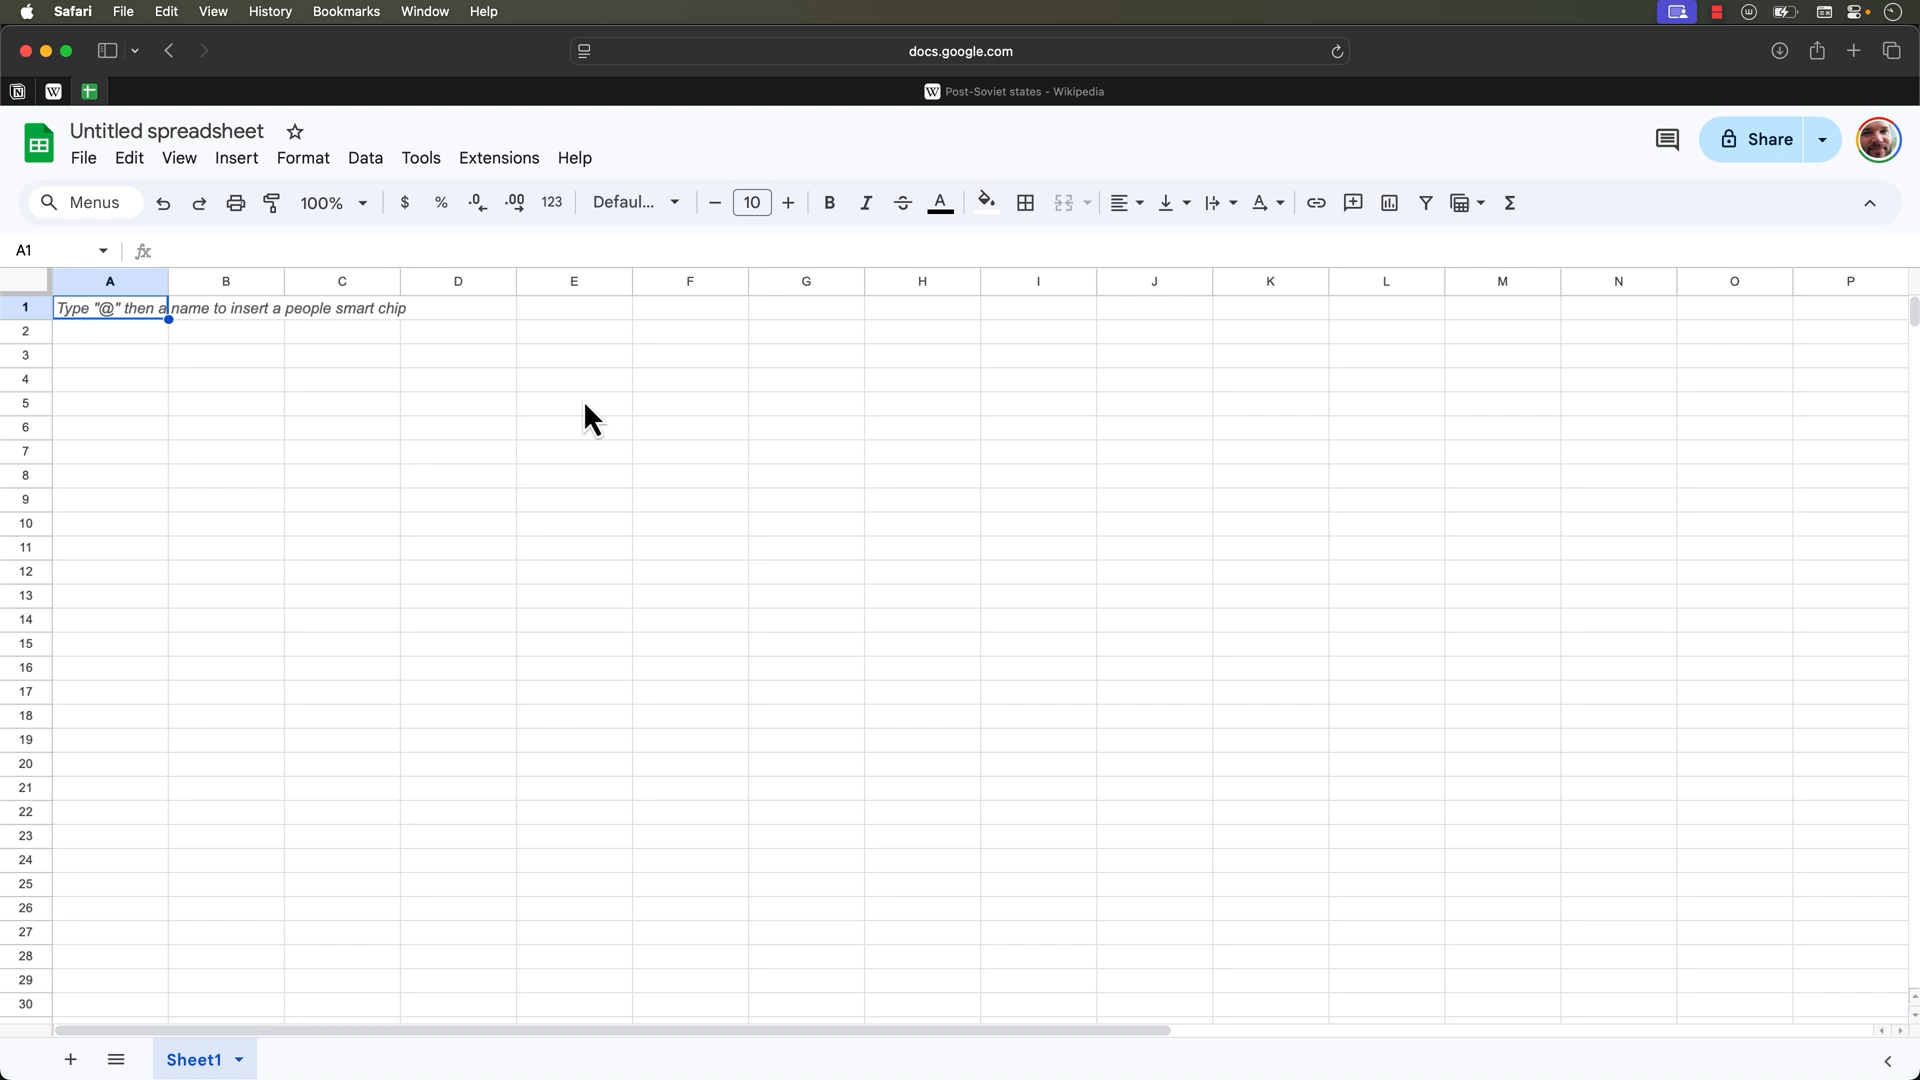 Safari File Edit View History Bookmarks Window Help
docs.google.com
Post-Soviet states - Wikipedia
Untitled spreadsheet
File Edit View Insert Format Data Tools Extensions Help
Share
Menus 100% $ % .0 .00 123 Defaul... 10 B I S A
A1 fx
A B C D E F G H I J K L M N O P
1 Type "@" then a name to insert a people smart chip
2
3
4
5
6
7
8
9
10
11
12
13
14
15
16
17
18
19
20
21
22
23
24
25
26
27
28
29
30
Sheet1